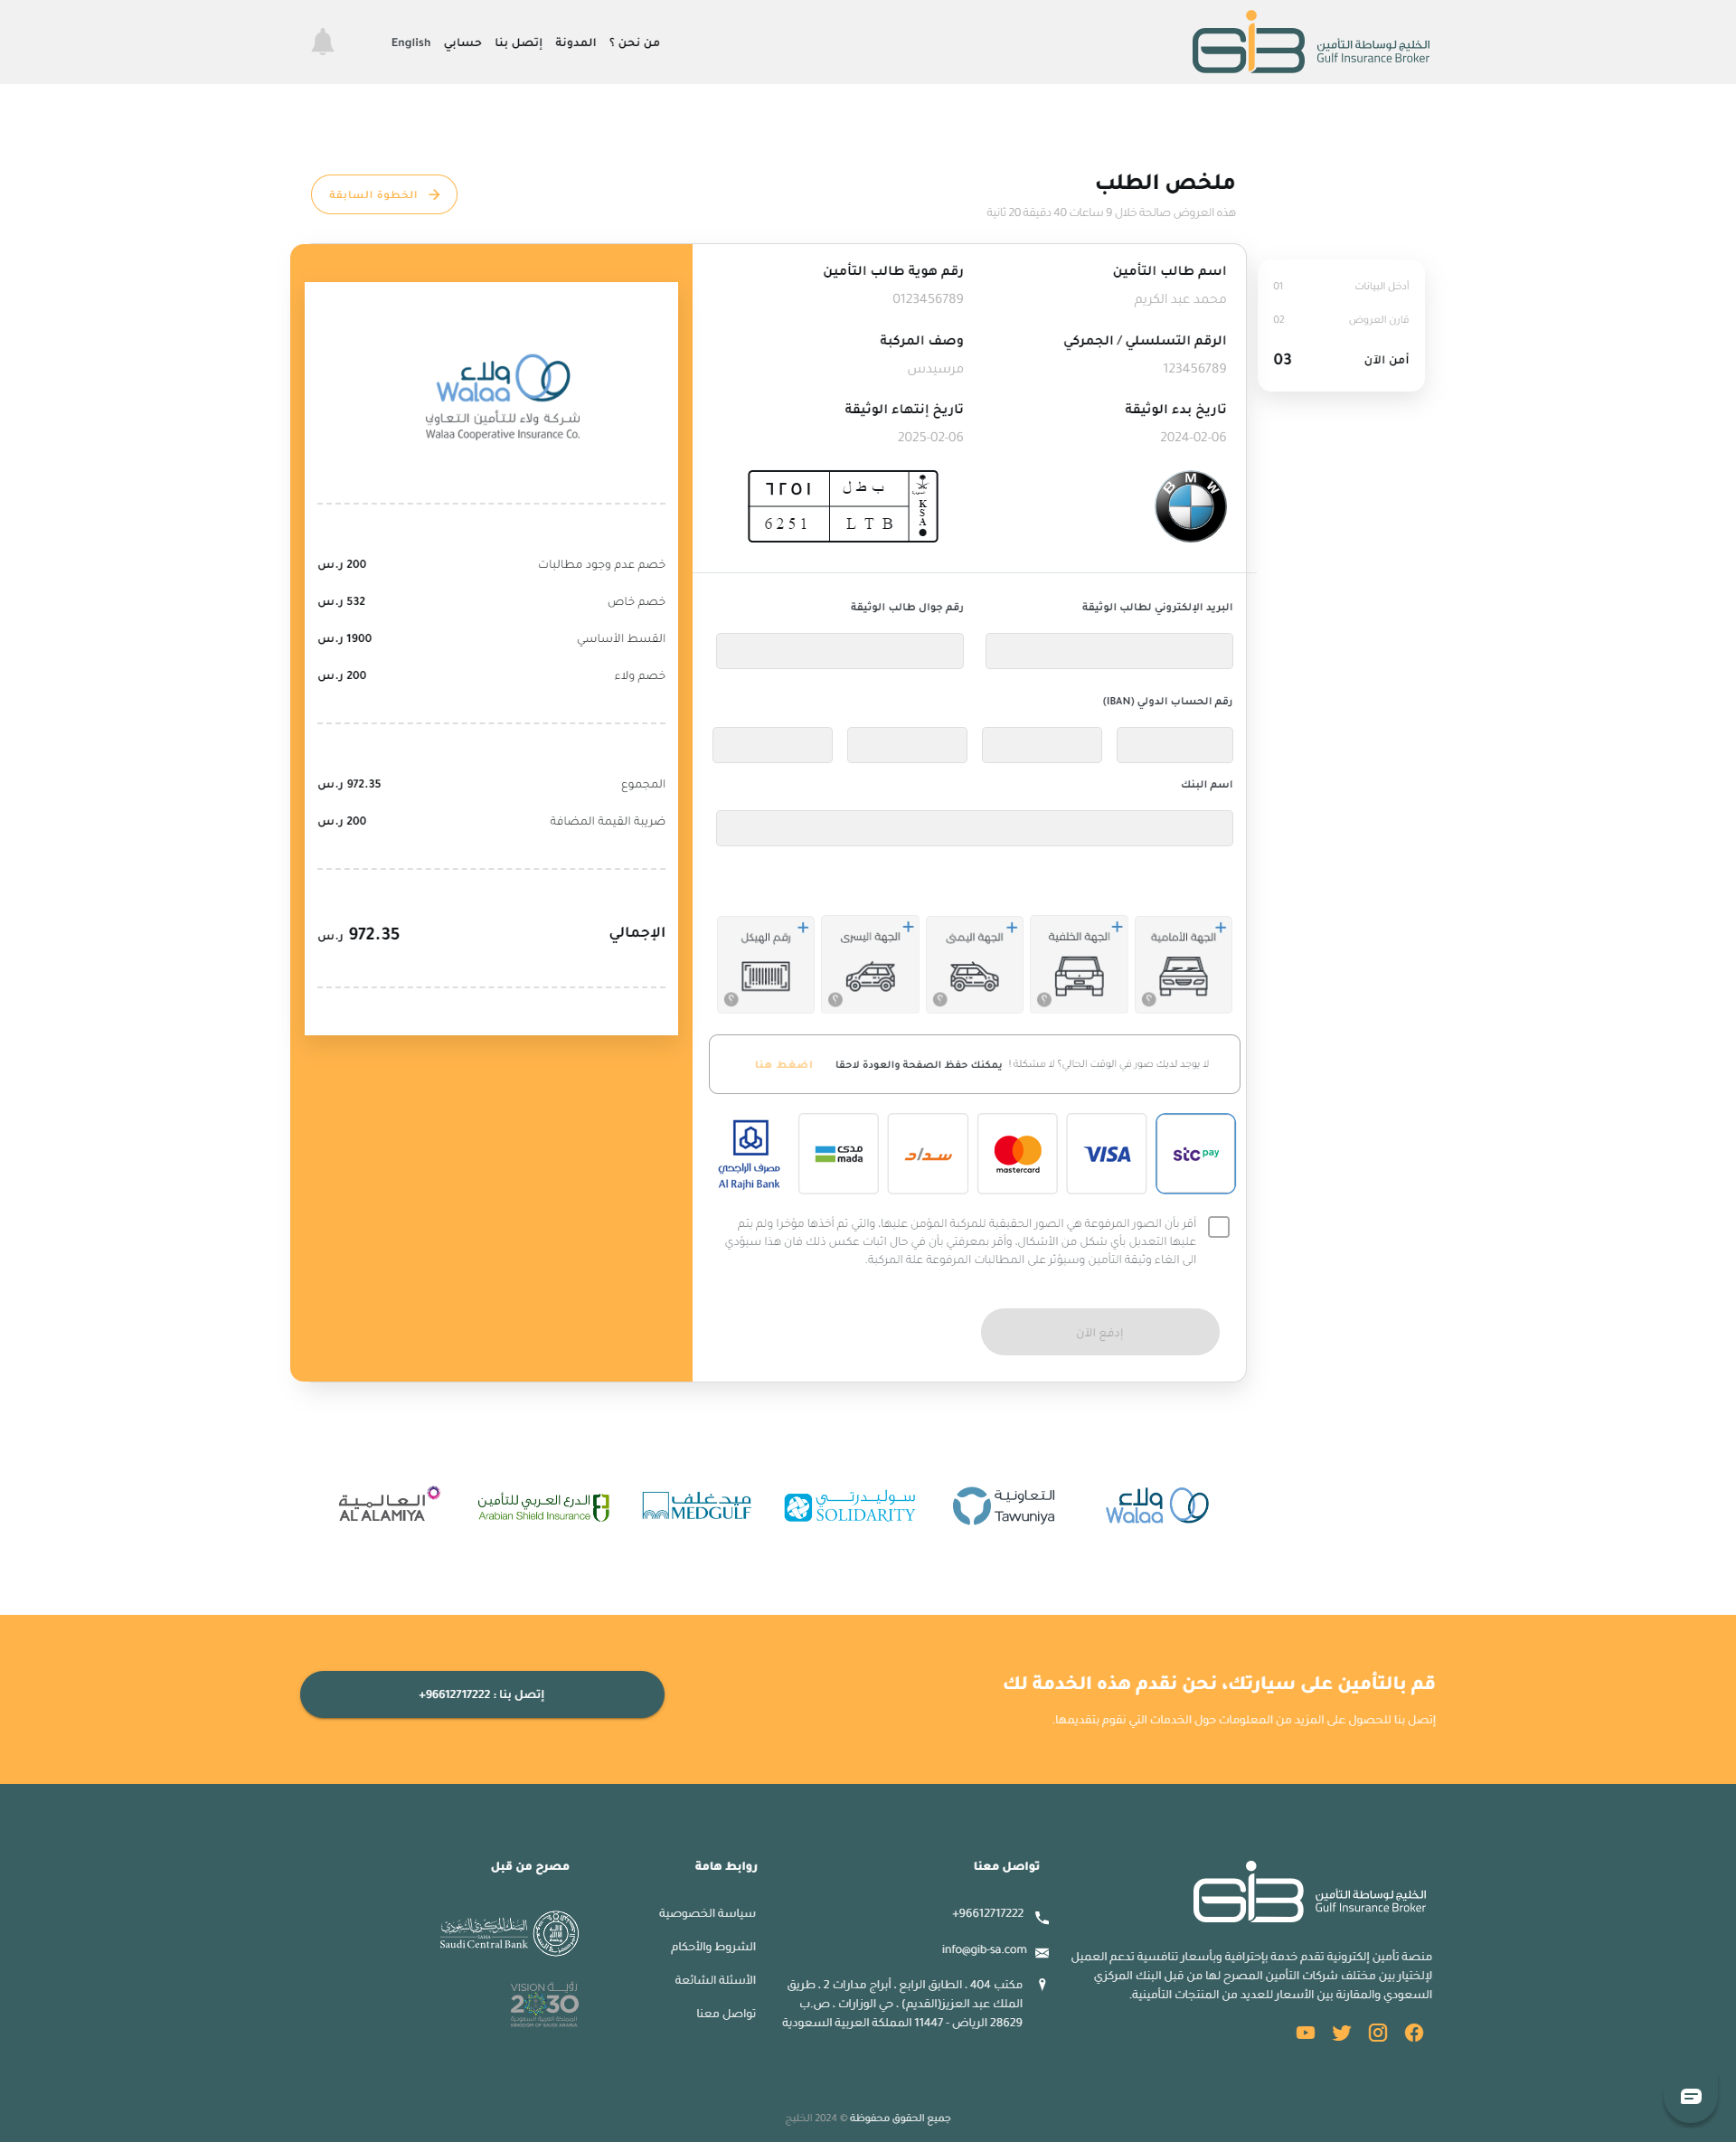 الخليج لوساطة التأمين
Gulf Insurance Broker
من نحن ؟
المدونة
إتصل بنا
حسابي
English
ملخص الطلب
هذه العروض صالحة خلال 9 ساعات 40 دقيقة 20 ثانية
الخطوة السابقة
أدخل البيانات 01
قارن العروض 02
أمن الآن 03
اسم طالب التأمين
رقم هوية طالب التأمين
محمد عبد الكريم
0123456789
الرقم التسلسلي / الجمركي
وصف المركبة
123456789
مرسيدس
تاريخ بدء الوثيقة
تاريخ إنتهاء الوثيقة
2024-02-06
2025-02-06
BMW
ب ط ل
٦٢٥١
L T B
6251
KSA
البريد الإلكتروني لطالب الوثيقة
رقم جوال طالب الوثيقة
رقم الحساب الدولي (IBAN)
اسم البنك
الجهة الأمامية
الجهة الخلفية
الجهة اليمنى
الجهة اليسرى
رقم الهيكل
لا يوجد لديك صور في الوقت الحالي؟ لا مشكلة ! يمكنك حفظ الصفحة والعودة لاحقا اضغط هنا
stc pay
VISA
mastercard
سداد
مدى
mada
مصرف الراجحي
Al Rajhi Bank
أقر بأن الصور المرفوعة هي الصور الحقيقية للمركبة المؤمن عليها، والتي تم أخذها مؤخرا ولم يتم
عليها التعديل بأي شكل من الأشكال، وأقر بمعرفتي بأن في حال اثبات عكس ذلك فان هذا سيؤدي
الى الغاء وثيقة التأمين وسيؤثر على المطالبات المرفوعة علة المركبة.
إدفع الآن
ولاء
Walaa
شركة ولاء للتأمين التعاوني
Walaa Cooperative Insurance Co.
خصم عدم وجود مطالبات 200 ر.س
خصم خاص 532 ر.س
القسط الأساسي 1900 ر.س
خصم ولاء 200 ر.س
المجموع 972.35 ر.س
ضريبة القيمة المضافة 200 ر.س
الإجمالي 972.35 ر.س
ولاء
Walaa
التعاونية
Tawuniya
سوليدرتي
SOLIDARITY
ميدغلف
MEDGULF
الدرع العربي للتأمين
Arabian Shield Insurance
العالمية
AL ALAMIYA
قم بالتأمين على سيارتك، نحن نقدم هذه الخدمة لك
إتصل بنا للحصول على المزيد من المعلومات حول الخدمات التي نقوم بتقديمها.
إتصل بنا : 96612717222+
الخليج لوساطة التأمين
Gulf Insurance Broker
منصة تأمين إلكترونية تقدم خدمة بإحترافية وبأسعار تنافسية تدعم العميل
لإختيار بين مختلف شركات التأمين المصرح لها من قبل البنك المركزي
السعودي والمقارنة بين الأسعار للعديد من المنتجات التأمينية.
تواصل معنا
96612717222+
info@gib-sa.com
مكتب 404 ، الطابق الرابع ، أبراج مدارات 2 ، طريق
الملك عبد العزيز(القديم) ، حي الوزارات ، ص.ب
28629 الرياض - 11447 المملكة العربية السعودية
روابط هامة
سياسة الخصوصية
الشروط والأحكام
الأسئلة الشائعة
تواصل معنا
مصرح من قبل
البنك المركزي السعودي
SAMA
Saudi Central Bank
VISION رؤية
2030
المملكة العربية السعودية
KINGDOM OF SAUDI ARABIA
جميع الحقوق محفوظة © 2024 الخليج